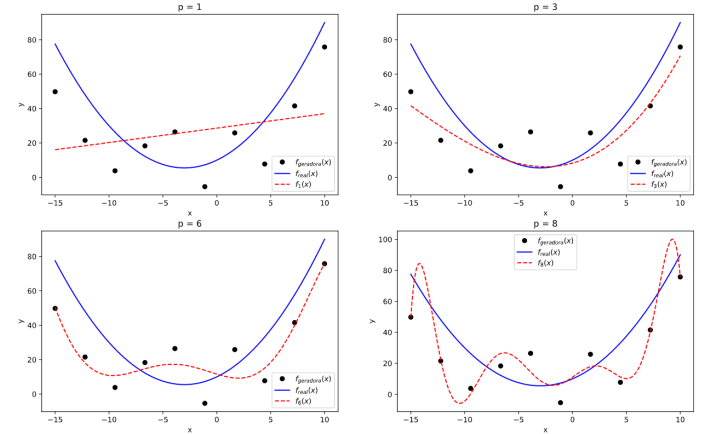 p = 1
80
60
40
20
0
y
−15
−10
−5
0
5
10
x
f_geradora(x)
f_real(x)
f_1(x)
p = 3
80
60
40
20
0
y
−15
−10
−5
0
5
10
x
f_geradora(x)
f_real(x)
f_3(x)
p = 6
80
60
40
20
0
y
−15
−10
−5
0
5
10
x
f_geradora(x)
f_real(x)
f_6(x)
p = 8
100
80
60
40
20
0
y
−15
−10
−5
0
5
10
x
f_geradora(x)
f_real(x)
f_8(x)